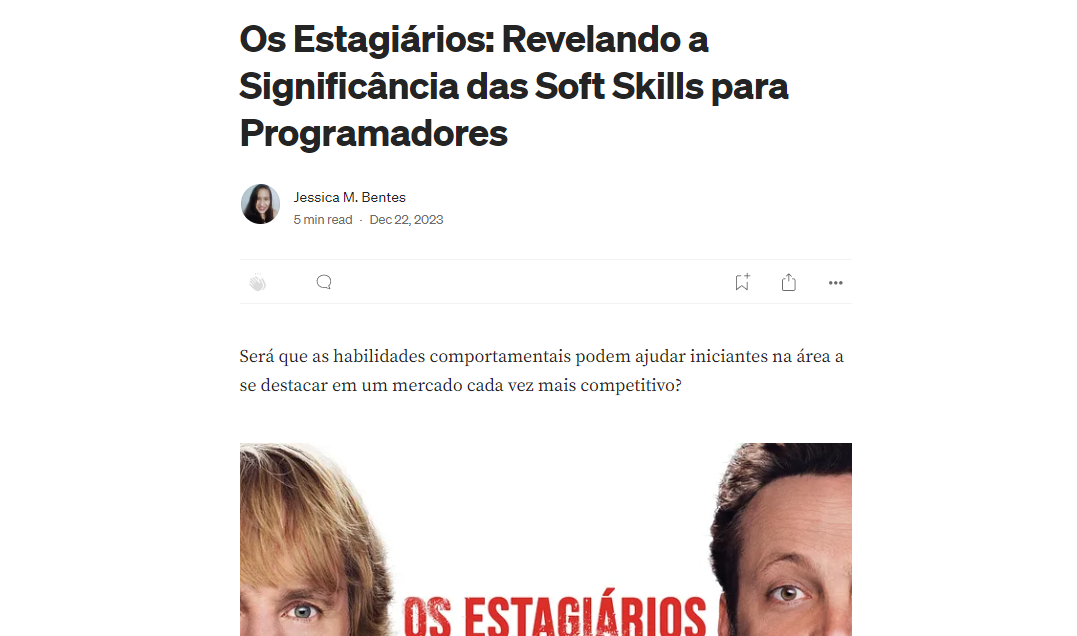 Os Estagiários: Revelando a
Significância das Soft Skills para
Programadores
Jessica M. Bentes
5 min read · Dec 22, 2023
Será que as habilidades comportamentais podem ajudar iniciantes na área a
se destacar em um mercado cada vez mais competitivo?
OS ESTAGIÁRIOS